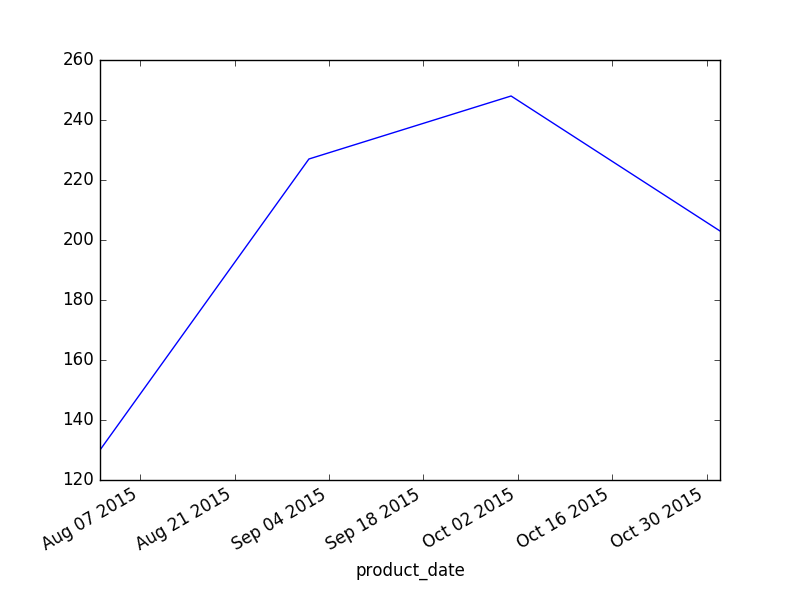 260
240
220
200
180
160
140
120
Aug 07 2015
Aug 21 2015
Sep 04 2015
Sep 18 2015
Oct 02 2015
Oct 16 2015
Oct 30 2015
product_date